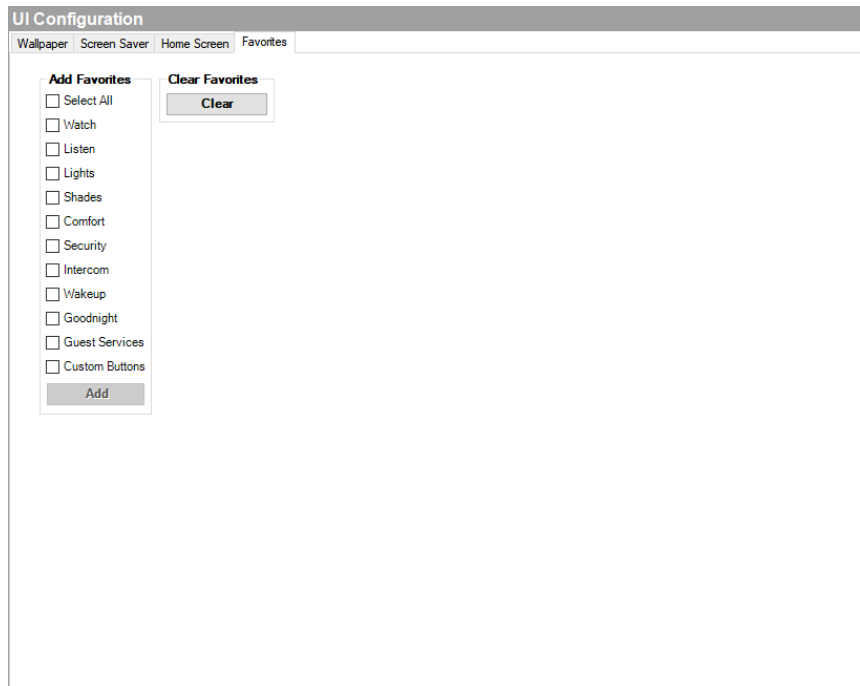 UI Configuration
Wallpaper Screen Saver Home Screen Favorites
Add Favorites Clear Favorites
Select All Clear
Watch
Listen
Lights
Shades
Comfort
Security
Intercom
Wakeup
Goodnight
Guest Services
Custom Buttons
Add